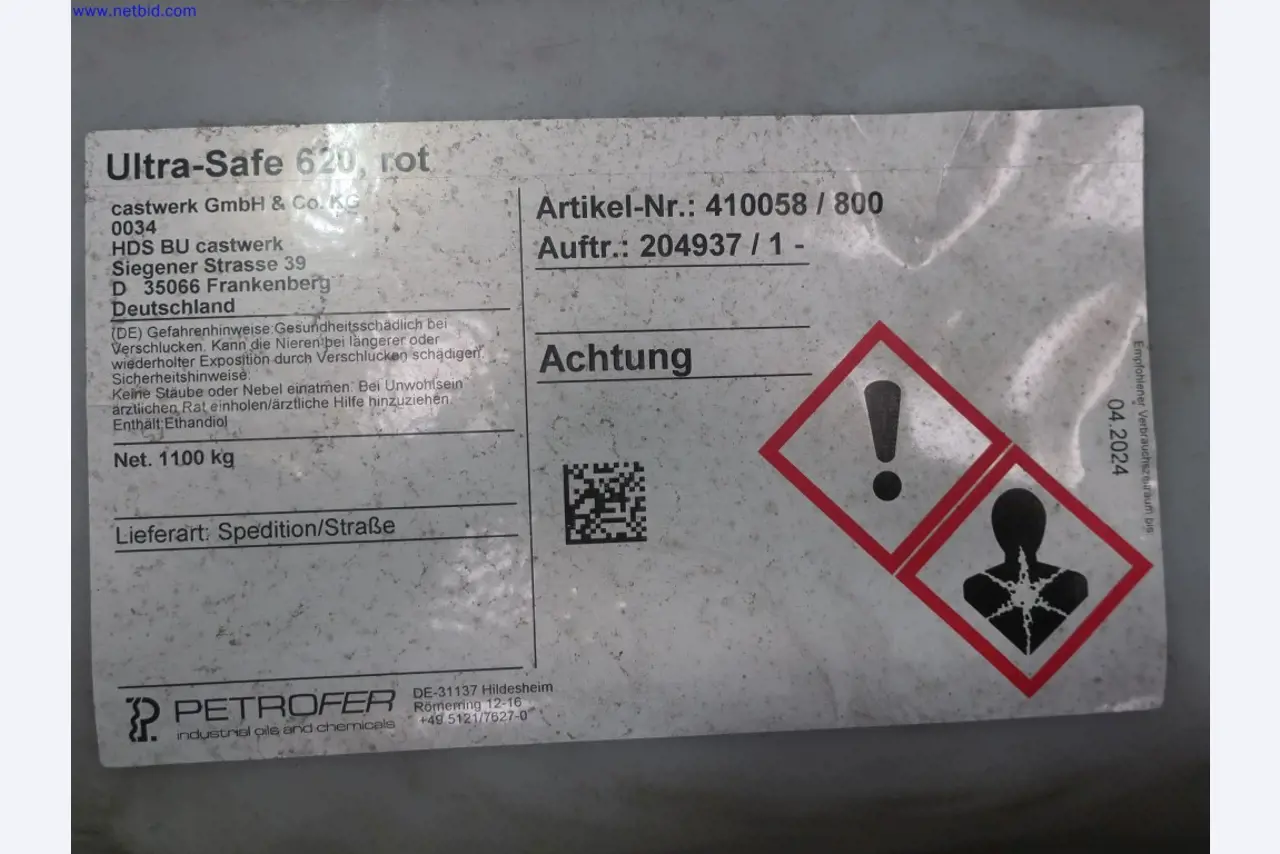 www.netbid.com
Ultra-Safe 620, rot
castwerk GmbH & Co. KG
0034
HDS BU castwerk
Siegener Strasse 39
D 35066 Frankenberg
Deutschland
(DE) Gefahrenhinweise:Gesundheitsschädlich bei
Verschlucken. Kann die Nieren bei längerer oder
wiederholter Exposition durch Verschlucken schädigen.
Sicherheitshinweise:
Keine Stäube oder Nebel einatmen. Bei Unwohlsein
ärztlichen Rat einholen/ärztliche Hilfe hinzuziehen.
Enthält:Ethandiol
Net. 1100 kg
Lieferart: Spedition/Straße
Artikel-Nr.: 410058 / 800
Auftr.: 204937 / 1 -
Achtung
Empfohlener Verbrauchszeitraum bis
04.2024
PETROFER
industrial oils and chemicals
DE-31137 Hildesheim
Römerring 12-16
+49.5121/7627-0